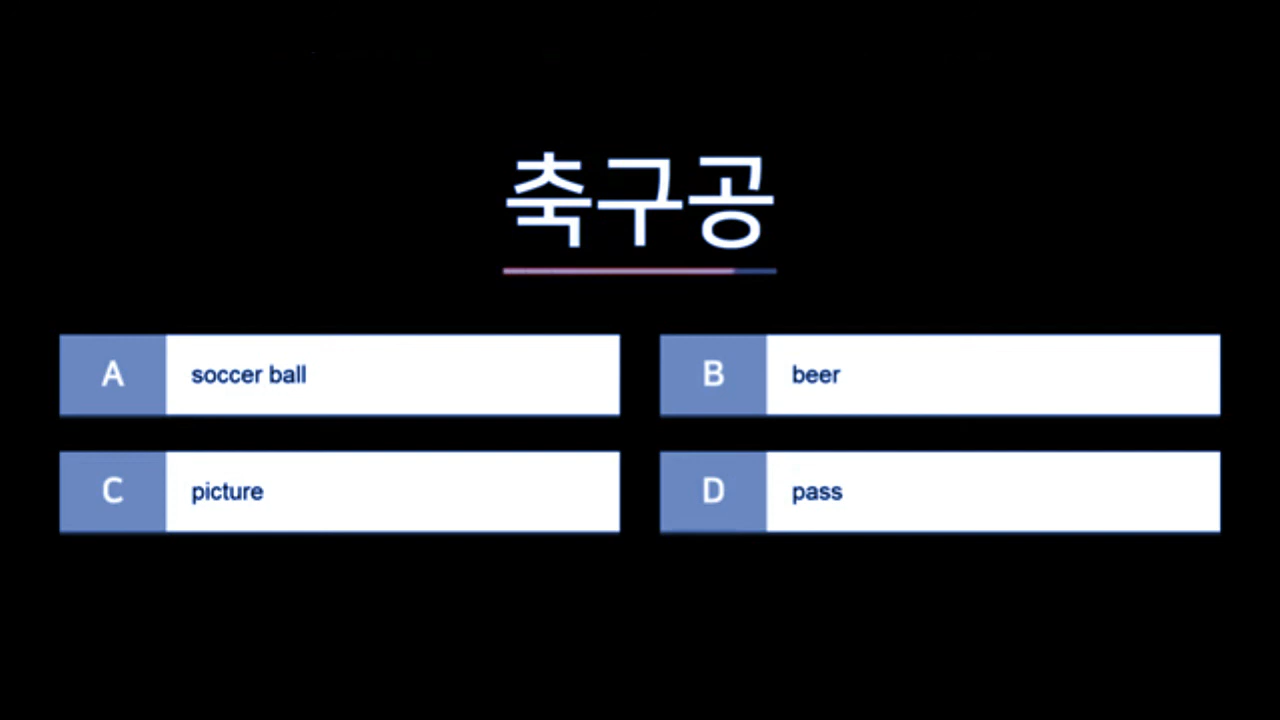 축구공
A soccer ball
B beer
C picture
D pass